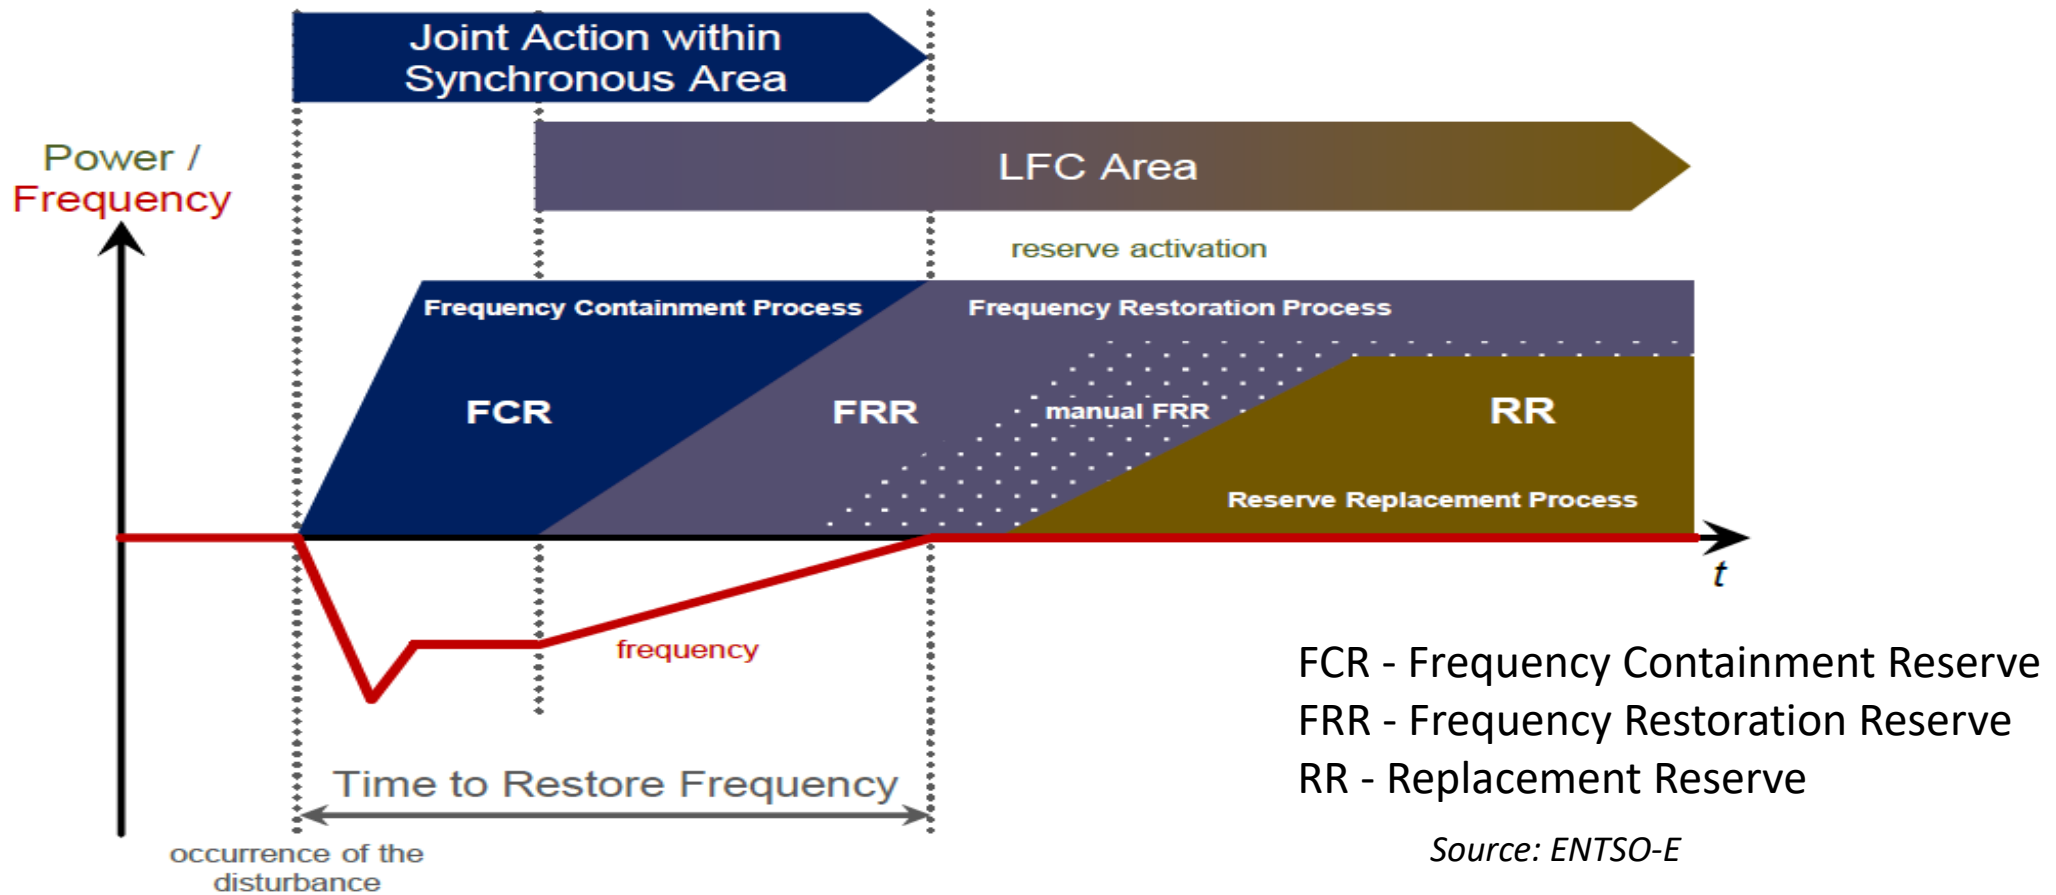 Joint Action within
Synchronous Area
LFC Area
Power /
Frequency
reserve activation
Frequency Containment Process
Frequency Restoration Process
FCR
FRR
manual FRR
RR
Reserve Replacement Process
t
frequency
FCR - Frequency Containment Reserve
FRR - Frequency Restoration Reserve
RR - Replacement Reserve
Time to Restore Frequency
Source: ENTSO-E
occurrence of the
disturbance